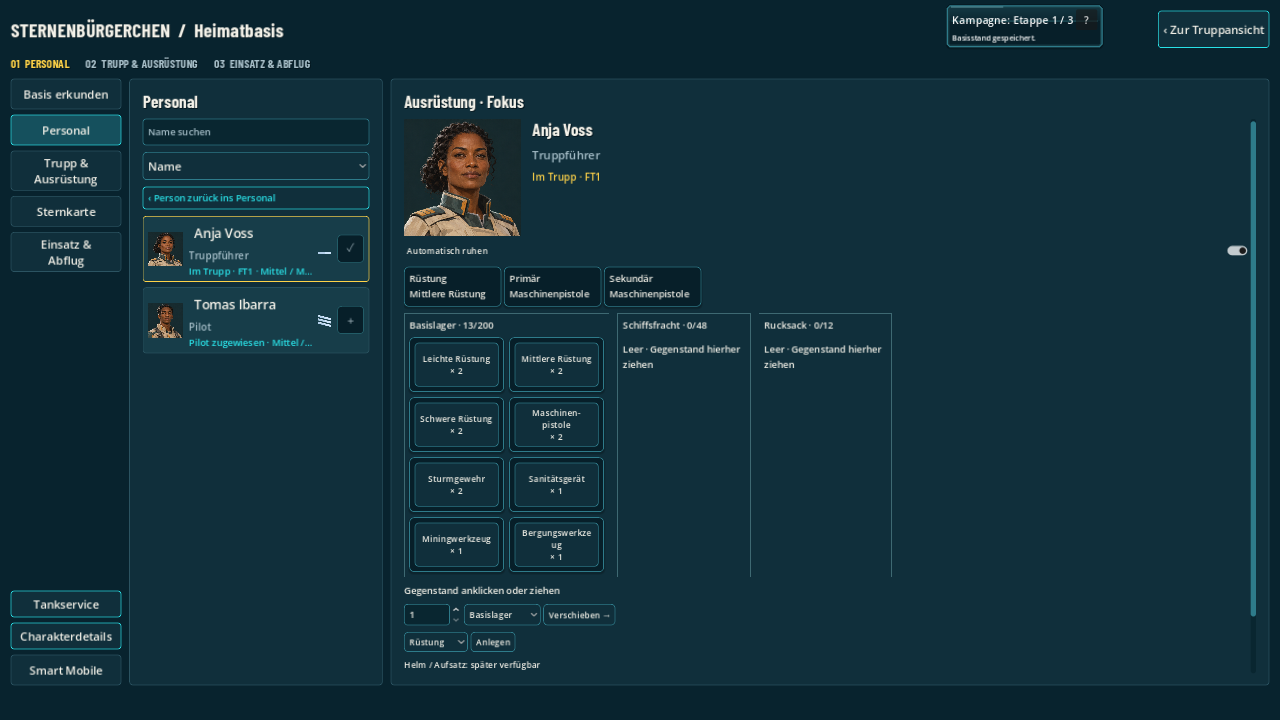 STERNENBÜRGERCHEN / Heimatbasis
Kampagne: Etappe 1 / 3 ?
Basisstand gespeichert.
‹ Zur Truppansicht
01 PERSONAL
02 TRUPP & AUSRÜSTUNG
03 EINSATZ & ABFLUG
Basis erkunden
Personal
Trupp &
Ausrüstung
Sternkarte
Einsatz &
Abflug
Tankservice
Charakterdetails
Smart Mobile
Personal
Name suchen
Name
‹ Person zurück ins Personal
Anja Voss
Truppführer
Im Trupp · FT1 · Mittel / M...
✓
Tomas Ibarra
Pilot
Pilot zugewiesen · Mittel /...
+
Ausrüstung · Fokus
Anja Voss
Truppführer
Im Trupp · FT1
Automatisch ruhen
Rüstung
Mittlere Rüstung
Primär
Maschinenpistole
Sekundär
Maschinenpistole
Basislager · 13/200
Leichte Rüstung
× 2
Mittlere Rüstung
× 2
Schwere Rüstung
× 2
Maschinen-
pistole
× 2
Sturmgewehr
× 2
Sanitätsgerät
× 1
Miningwerkzeug
× 1
Bergungswerkze
ug
× 1
Schiffsfracht · 0/48
Leer · Gegenstand hierher
ziehen
Rucksack · 0/12
Leer · Gegenstand hierher
ziehen
Gegenstand anklicken oder ziehen
1
Basislager
Verschieben →
Rüstung
Anlegen
Helm / Aufsatz: später verfügbar